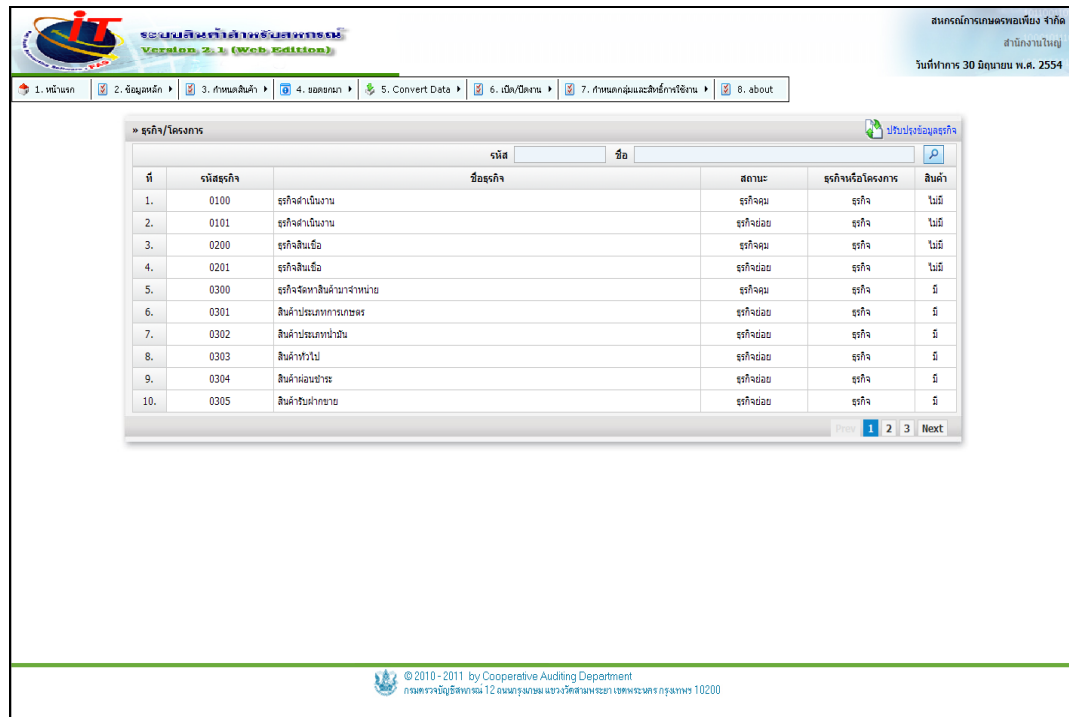 iT
ระบบสินค้าสำหรับสหกรณ์
Version 2.1 (Web Edition)
สหกรณ์การเกษตรพอเพียง จำกัด
สำนักงานใหญ่
วันที่ทำการ 30 มิถุนายน พ.ศ. 2554
1. หน้าแรก 2. ข้อมูลหลัก 3. กำหนดสินค้า 4. ยอดยกมา 5. Convert Data 6. เปิด/ปิดงาน 7. กำหนดกลุ่มและสิทธิ์การใช้งาน 8. about
» ธุรกิจ/โครงการ ปรับปรุงข้อมูลธุรกิจ
รหัส ชื่อ
ที่ รหัสธุรกิจ ชื่อธุรกิจ สถานะ ธุรกิจหรือโครงการ สินค้า
1. 0100 ธุรกิจดำเนินงาน ธุรกิจคุม ธุรกิจ ไม่มี
2. 0101 ธุรกิจดำเนินงาน ธุรกิจย่อย ธุรกิจ ไม่มี
3. 0200 ธุรกิจสินเชื่อ ธุรกิจคุม ธุรกิจ ไม่มี
4. 0201 ธุรกิจสินเชื่อ ธุรกิจย่อย ธุรกิจ ไม่มี
5. 0300 ธุรกิจจัดหาสินค้ามาจำหน่าย ธุรกิจคุม ธุรกิจ มี
6. 0301 สินค้าประเภทการเกษตร ธุรกิจย่อย ธุรกิจ มี
7. 0302 สินค้าประเภทน้ำมัน ธุรกิจย่อย ธุรกิจ มี
8. 0303 สินค้าทั่วไป ธุรกิจย่อย ธุรกิจ มี
9. 0304 สินค้าผ่อนชำระ ธุรกิจย่อย ธุรกิจ มี
10. 0305 สินค้ารับฝากขาย ธุรกิจย่อย ธุรกิจ มี
Prev 1 2 3 Next
© 2010 - 2011 by Cooperative Auditing Department
กรมตรวจบัญชีสหกรณ์ 12 ถนนกรุงเกษม แขวงวัดสามพระยา เขตพระนคร กรุงเทพฯ 10200